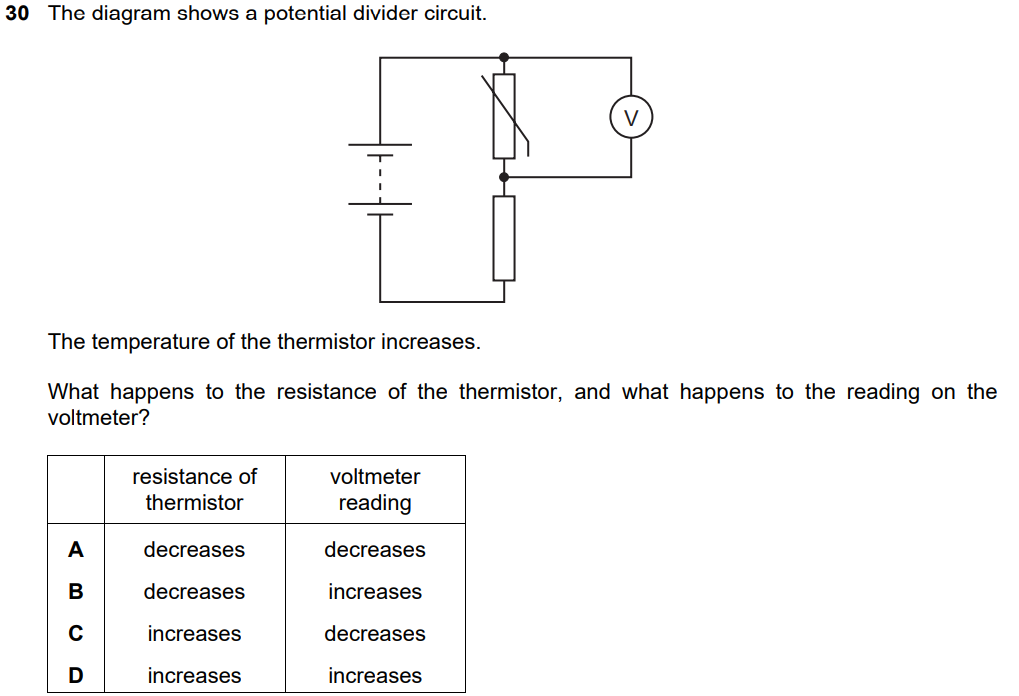 30 The diagram shows a potential divider circuit.
V
The temperature of the thermistor increases.
What happens to the resistance of the thermistor, and what happens to the reading on the
voltmeter?
resistance of thermistor voltmeter reading
A decreases decreases
B decreases increases
C increases decreases
D increases increases